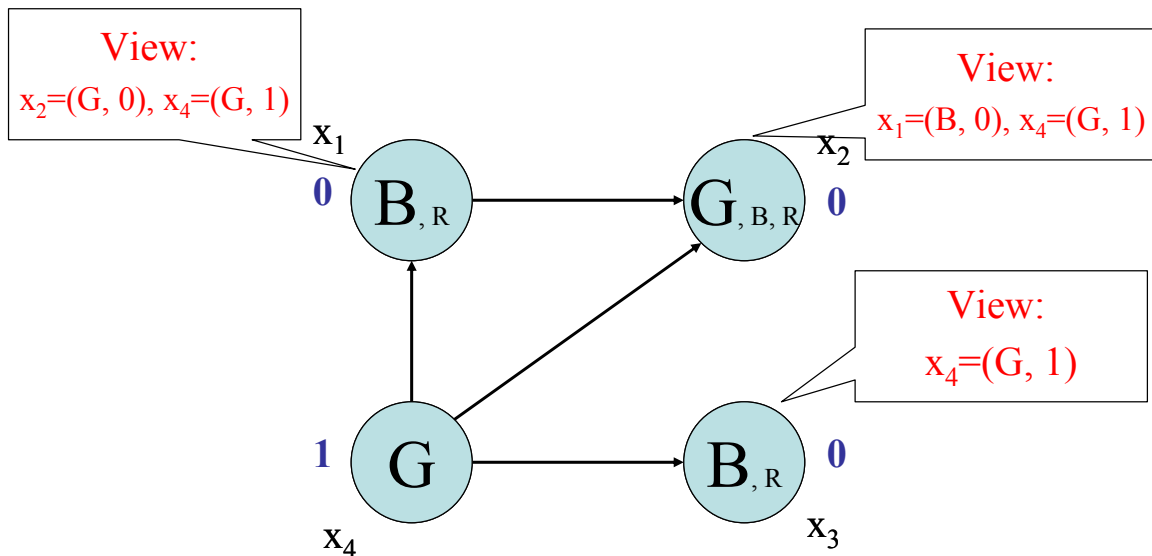 View:
x₂=(G, 0), x₄=(G, 1)
View:
x₁=(B, 0), x₄=(G, 1)
x₁
0
B, R
x₂
G, B, R
0
View:
x₄=(G, 1)
1
G
x₄
B, R
0
x₃